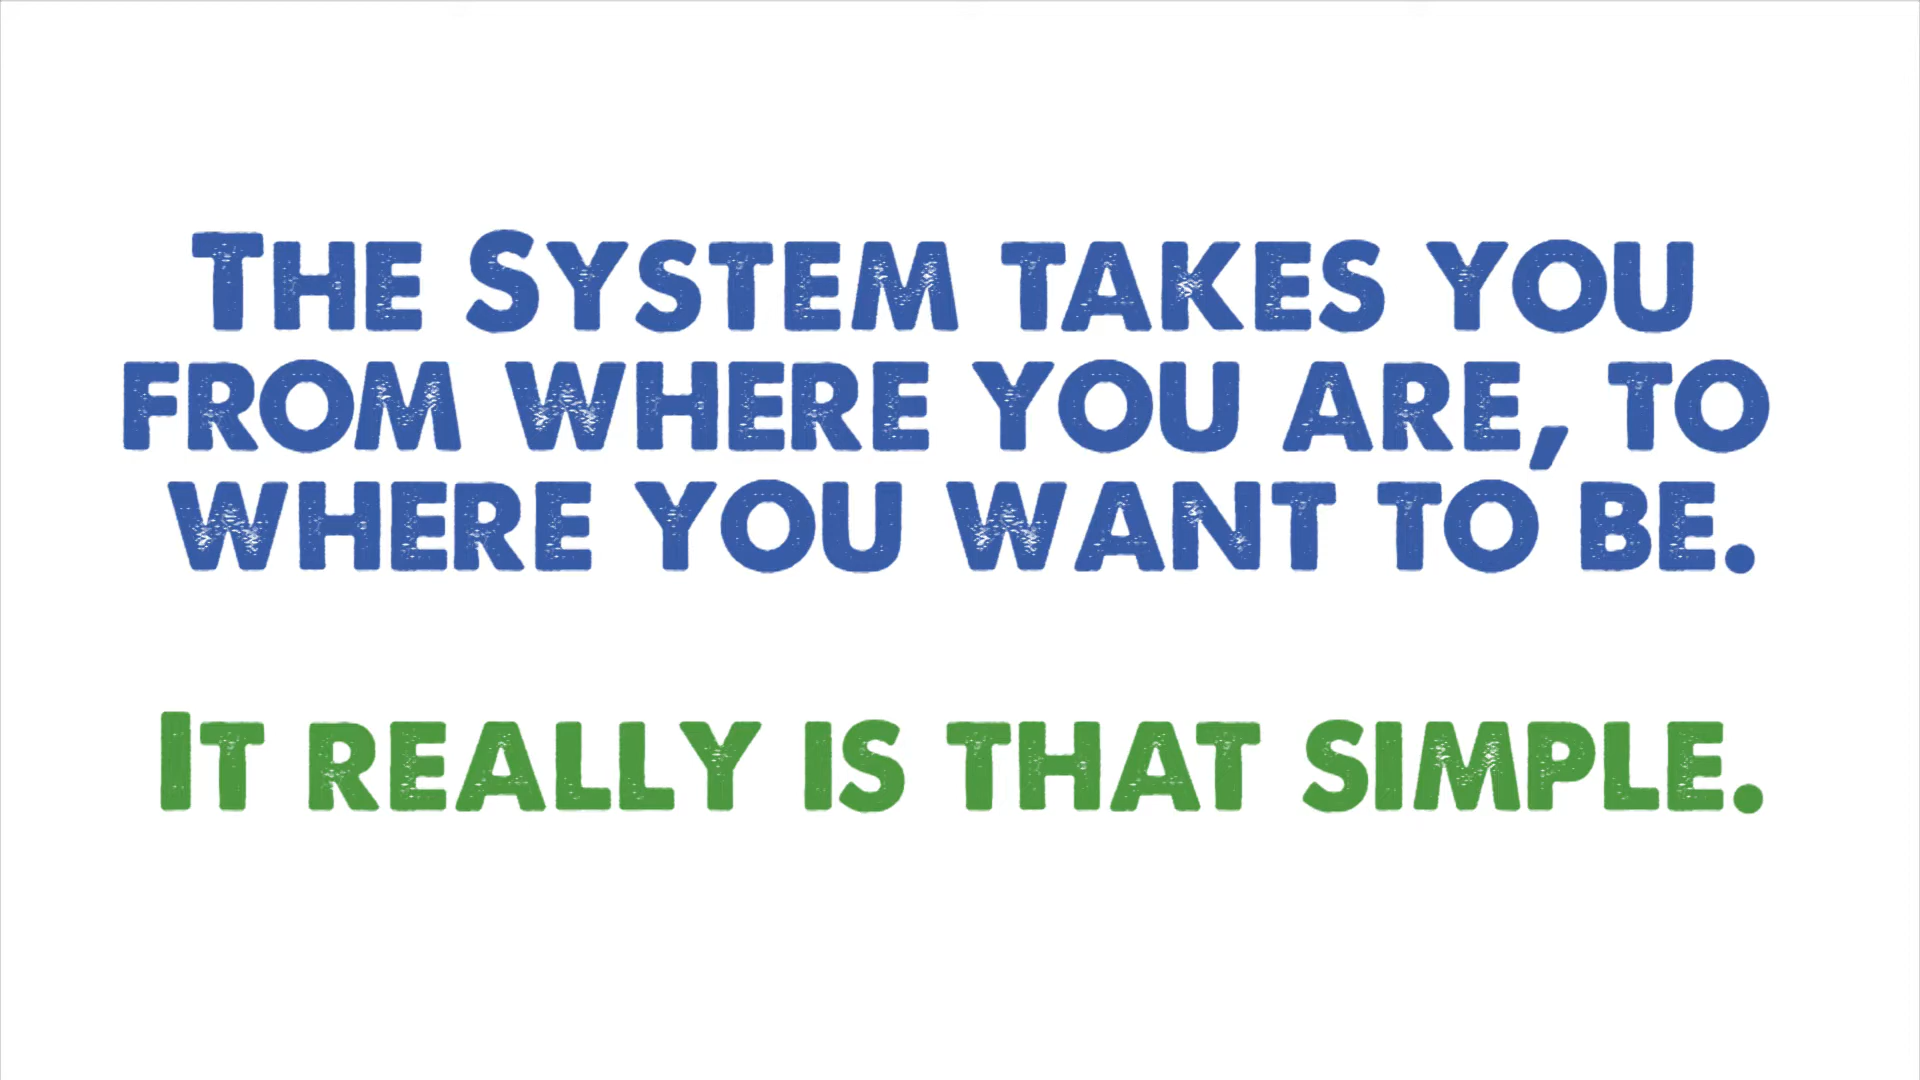 The System takes you
from where you are, to
where you want to be.
It really is that simple.